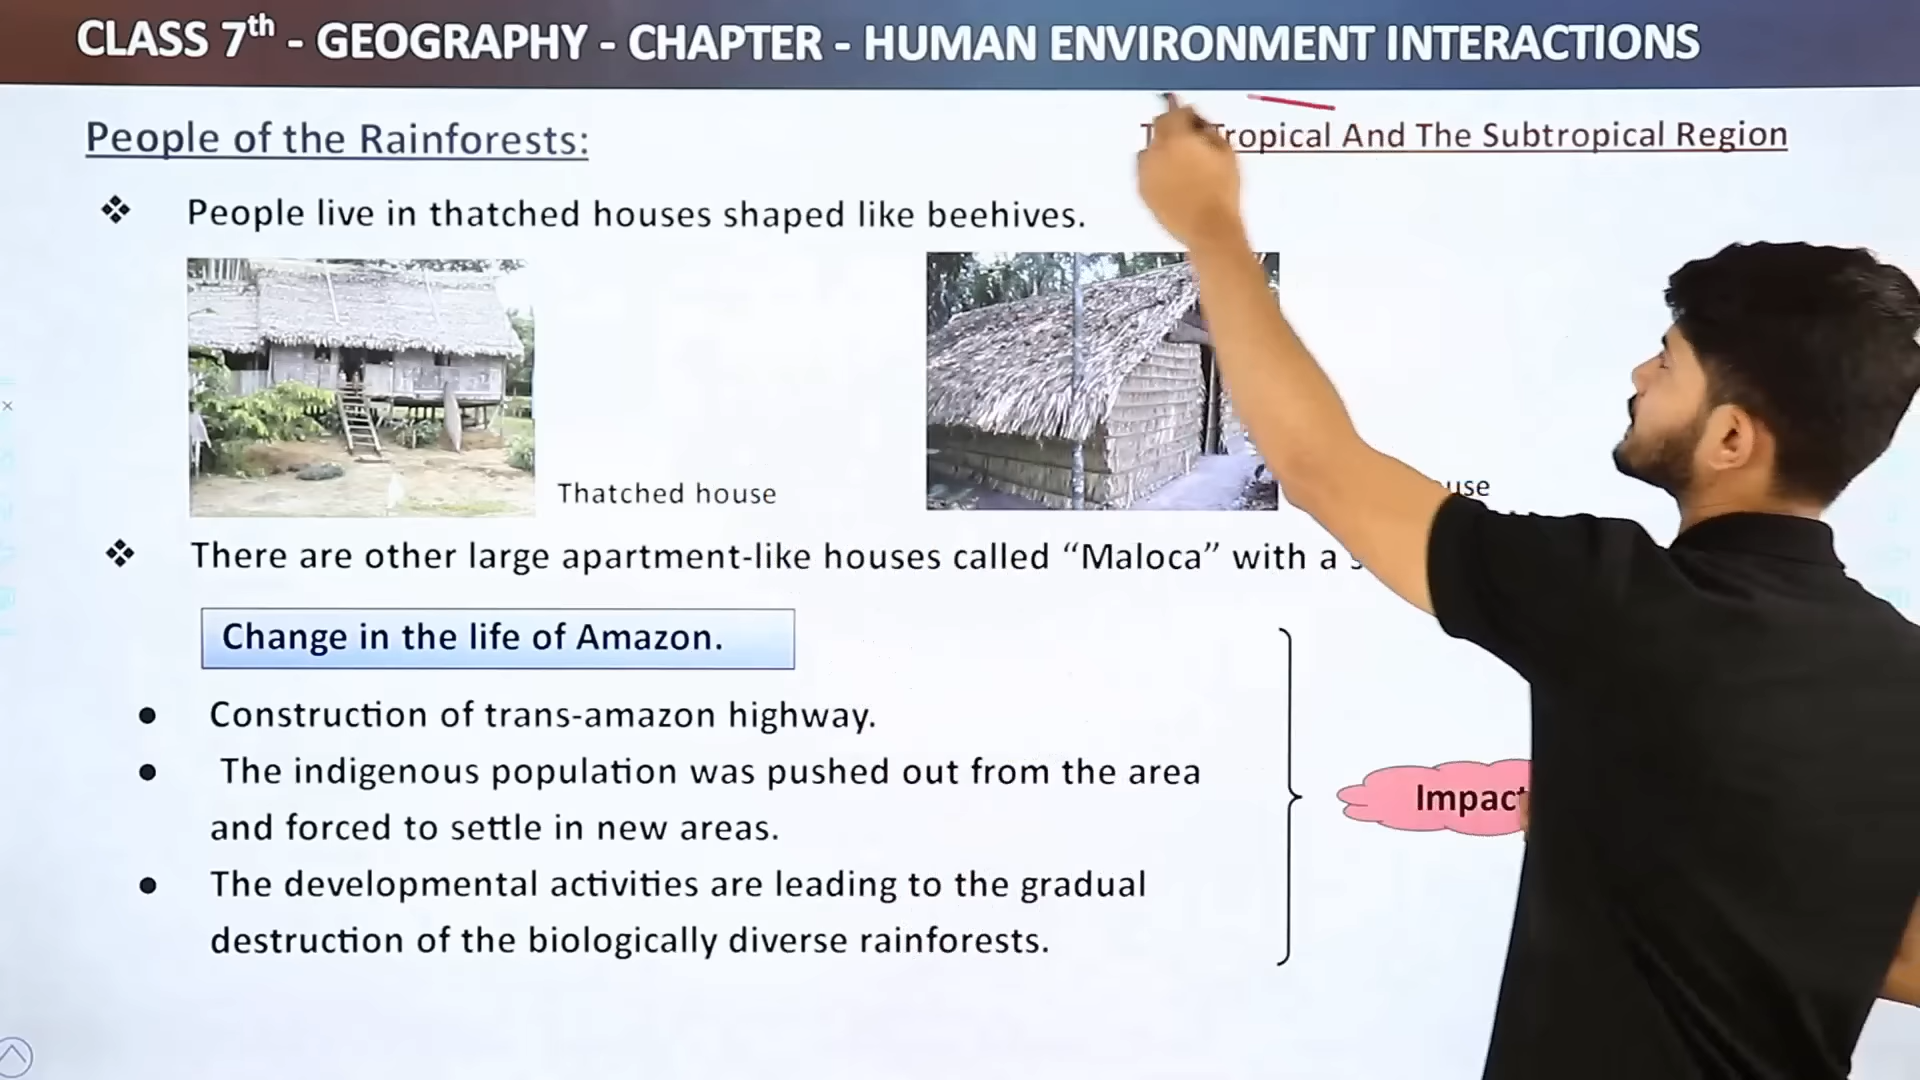 CLASS 7th - GEOGRAPHY - CHAPTER - HUMAN ENVIRONMENT INTERACTIONS
People of the Rainforests:
Tropical And The Subtropical Region
❖ People live in thatched houses shaped like beehives.
Thatched house
❖ There are other large apartment-like houses called “Maloca” with a
Change in the life of Amazon.
● Construction of trans-amazon highway.
● The indigenous population was pushed out from the area
and forced to settle in new areas.
● The developmental activities are leading to the gradual
destruction of the biologically diverse rainforests.
Impact